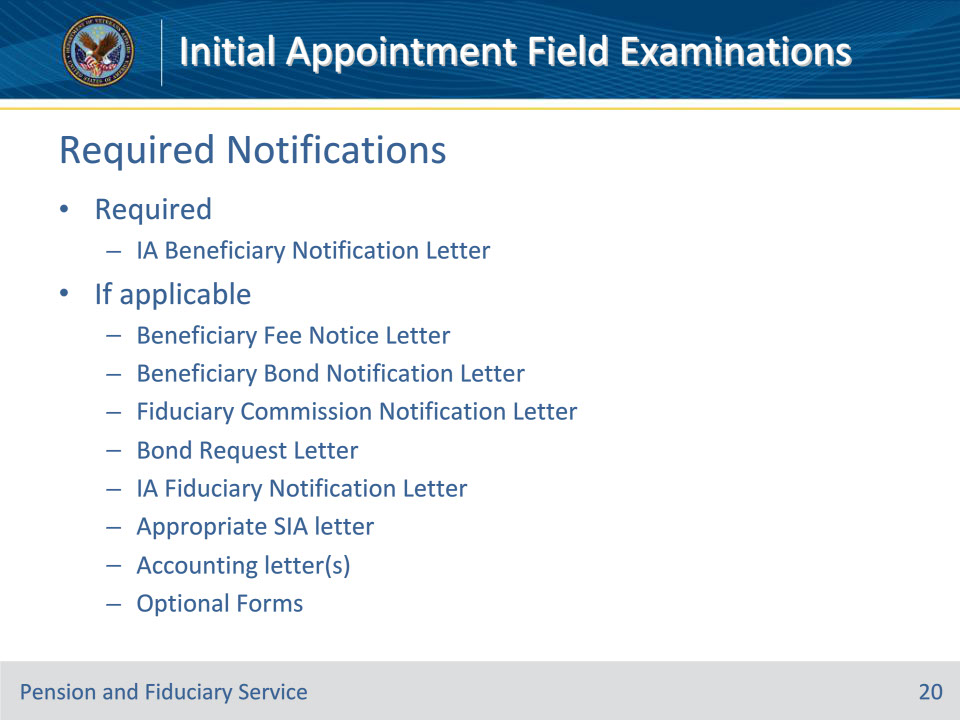 Initial Appointment Field Examinations
Required Notifications
• Required
– IA Beneficiary Notification Letter
• If applicable
– Beneficiary Fee Notice Letter
– Beneficiary Bond Notification Letter
– Fiduciary Commission Notification Letter
– Bond Request Letter
– IA Fiduciary Notification Letter
– Appropriate SIA letter
– Accounting letter(s)
– Optional Forms
Pension and Fiduciary Service
20